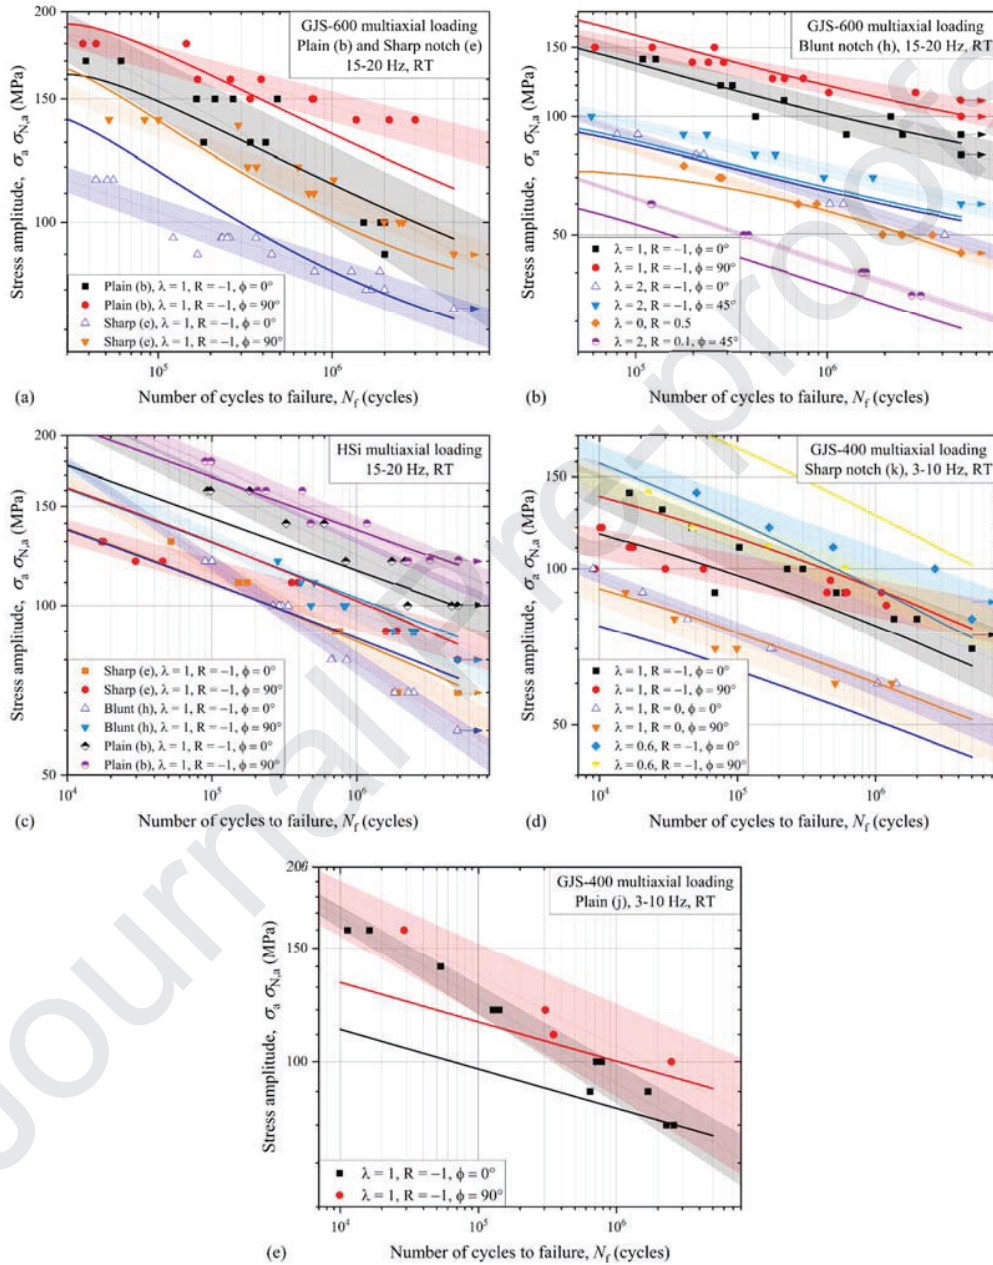 GJS-600 multiaxial loading
Plain (b) and Sharp notch (e)
15-20 Hz, RT
200
150
100
Stress amplitude, σa σN,a (MPa)
Plain (b), λ = 1, R = −1, ϕ = 0°
Plain (b), λ = 1, R = −1, ϕ = 90°
Sharp (e), λ = 1, R = −1, ϕ = 0°
Sharp (e), λ = 1, R = −1, ϕ = 90°
10^5
10^6
(a)
Number of cycles to failure, Nf (cycles)
GJS-600 multiaxial loading
Blunt notch (h), 15-20 Hz, RT
150
100
50
Stress amplitude, σa σN,a (MPa)
λ = 1, R = −1, ϕ = 0°
λ = 1, R = −1, ϕ = 90°
λ = 2, R = −1, ϕ = 0°
λ = 2, R = −1, ϕ = 45°
λ = 0, R = 0.5
λ = 2, R = 0.1, ϕ = 45°
10^5
10^6
(b)
Number of cycles to failure, Nf (cycles)
HSi multiaxial loading
15-20 Hz, RT
200
150
100
50
Stress amplitude, σa σN,a (MPa)
Sharp (e) λ = 1, R = −1, ϕ = 0°
Sharp (e), λ = 1, R = −1, ϕ = 90°
Blunt (h), λ = 1, R = −1, ϕ = 0°
Blunt (h), λ = 1, R = −1, ϕ = 90°
Plain (b), λ = 1, R = −1, ϕ = 0°
Plain (b), λ = 1, R = −1, ϕ = 90°
10^4
10^5
10^6
(c)
Number of cycles to failure, Nf (cycles)
GJS-400 multiaxial loading
Sharp notch (k), 3-10 Hz, RT
150
100
50
Stress amplitude, σa σN,a (MPa)
λ = 1, R = −1, ϕ = 0°
λ = 1, R = −1, ϕ = 90°
λ = 1, R = 0, ϕ = 0°
λ = 1, R = 0, ϕ = 90°
λ = 0.6, R = −1, ϕ = 0°
λ = 0.6, R = −1, ϕ = 90°
10^4
10^5
10^6
(d)
Number of cycles to failure, Nf (cycles)
GJS-400 multiaxial loading
Plain (j), 3-10 Hz, RT
200
150
100
Stress amplitude, σa σN,a (MPa)
λ = 1, R = −1, ϕ = 0°
λ = 1, R = −1, ϕ = 90°
10^4
10^5
10^6
(e)
Number of cycles to failure, Nf (cycles)
Journal Pre-proofs